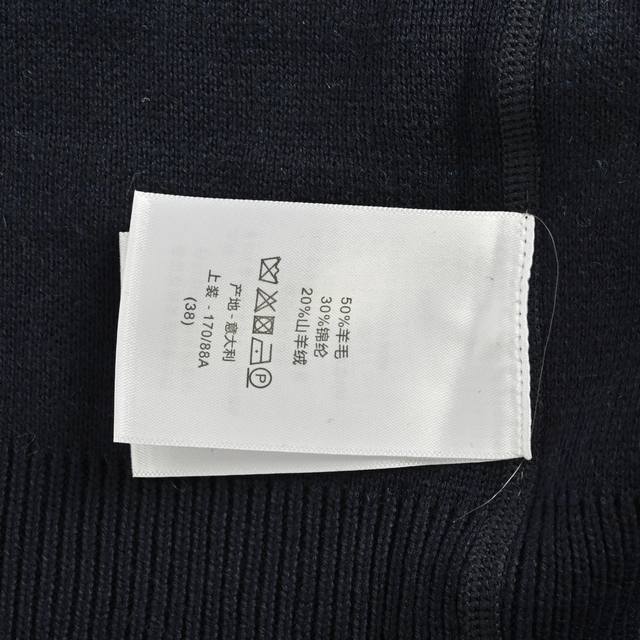 50%羊毛
30%锦纶
20%山羊绒
产地 - 意大利
上装 - 170/88A
(38)